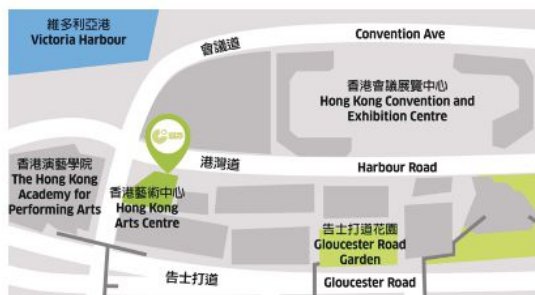 維多利亞港
Victoria Harbour
會議道
Convention Ave
香港會議展覽中心
Hong Kong Convention and
Exhibition Centre
香港演藝學院
The Hong Kong
Academy for
Performing Arts
港灣道
Harbour Road
香港藝術中心
Hong Kong
Arts Centre
告士打道花園
Gloucester Road
Garden
告士打道
Gloucester Road